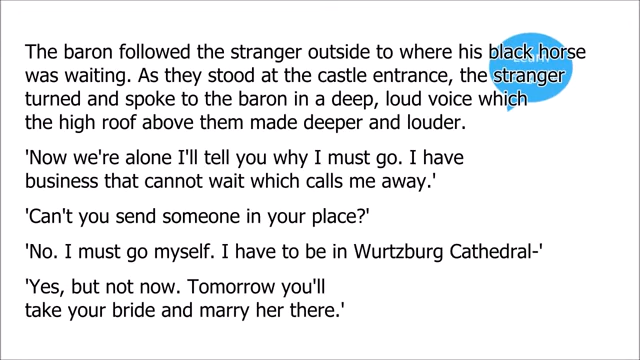 The baron followed the stranger outside to where his black horse
was waiting. As they stood at the castle entrance, the stranger
turned and spoke to the baron in a deep, loud voice which
the high roof above them made deeper and louder.
'Now we're alone I'll tell you why I must go. I have
business that cannot wait which calls me away.'
'Can't you send someone in your place?'
'No. I must go myself. I have to be in Wurtzburg Cathedral-'
'Yes, but not now. Tomorrow you'll
take your bride and marry her there.'